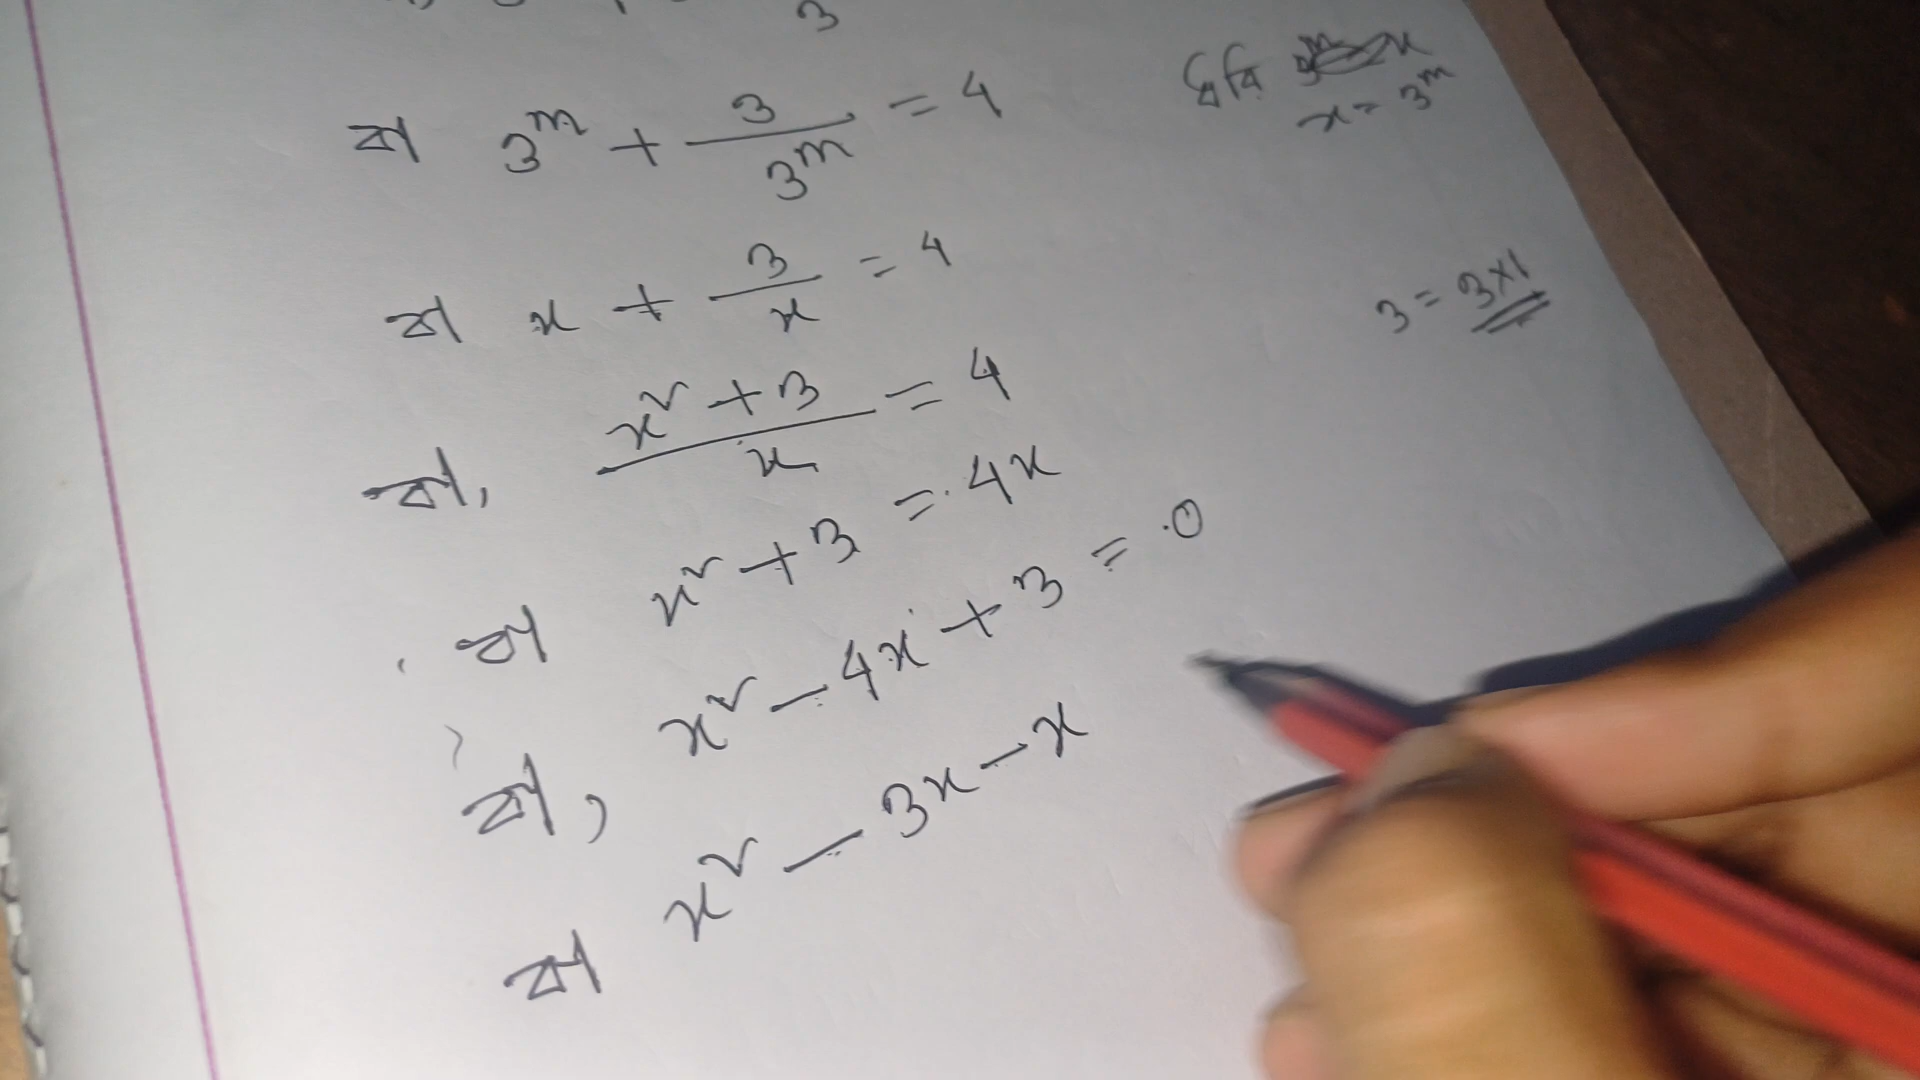 3
বা 3^m + 3/3^m = 4
ধরি
x = 3^m
বা x + 3/x = 4
3 = 3×1
বা, x²+3/x = 4
বা x²+3 = 4x
বা, x² - 4x + 3 = 0
বা x² - 3x - x